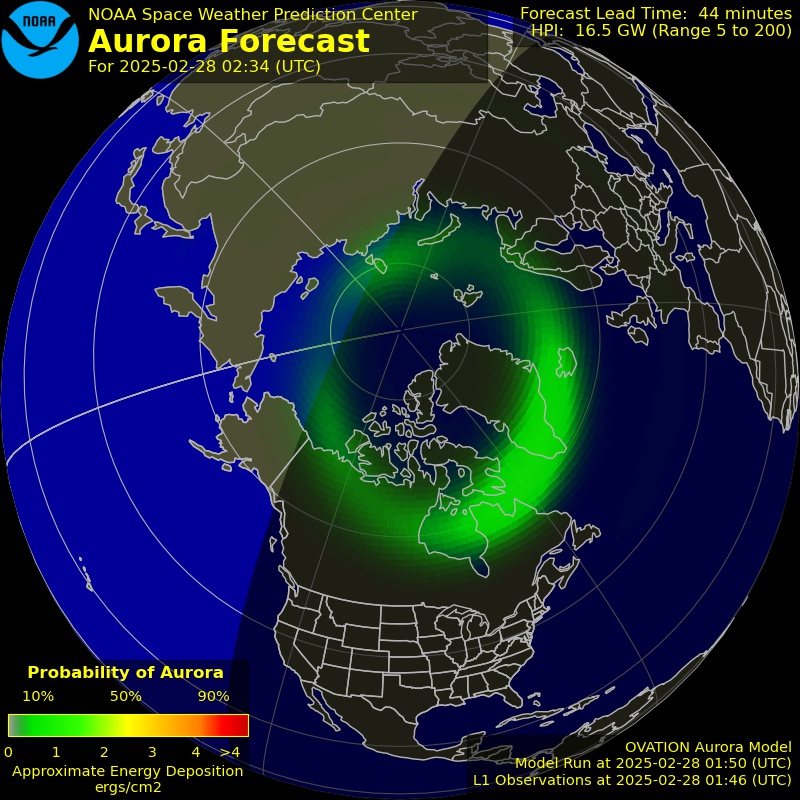 NOAA
NOAA Space Weather Prediction Center
Aurora Forecast
For 2025-02-28 02:34 (UTC)
Forecast Lead Time: 44 minutes
HPI: 16.5 GW (Range 5 to 200)
Probability of Aurora
10% 50% 90%
0 1 2 3 4 >4
Approximate Energy Deposition
ergs/cm2
OVATION Aurora Model
Model Run at 2025-02-28 01:50 (UTC)
L1 Observations at 2025-02-28 01:46 (UTC)